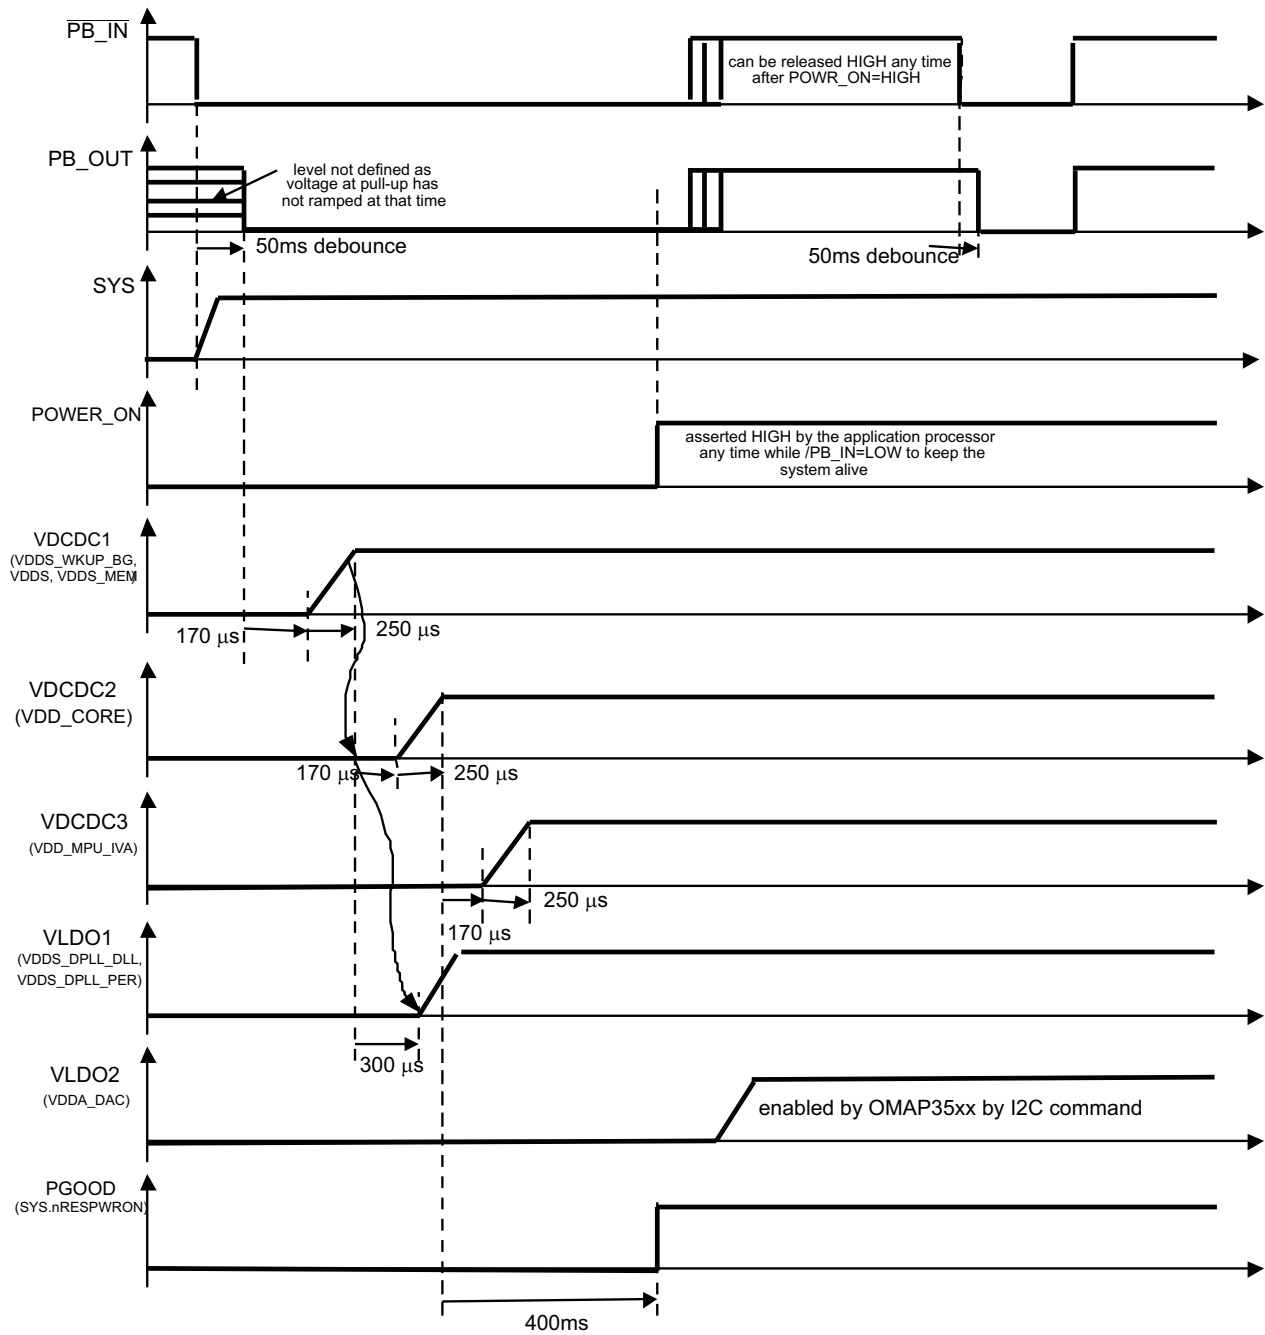 PB_IN
can be released HIGH any time
after POWR_ON=HIGH
PB_OUT
level not defined as
voltage at pull-up has
not ramped at that time
50ms debounce
50ms debounce
SYS
POWER_ON
asserted HIGH by the application processor
any time while /PB_IN=LOW to keep the
system alive
VDCDC1
(VDDS_WKUP_BG,
VDDS, VDDS_MEM)
170 μs
250 μs
VDCDC2
(VDD_CORE)
170 μs
250 μs
VDCDC3
(VDD_MPU_IVA)
250 μs
170 μs
VLDO1
(VDDS_DPLL_DLL,
VDDS_DPLL_PER)
300 μs
VLDO2
(VDDA_DAC)
enabled by OMAP35xx by I2C command
PGOOD
(SYS.nRESPWRON)
400ms